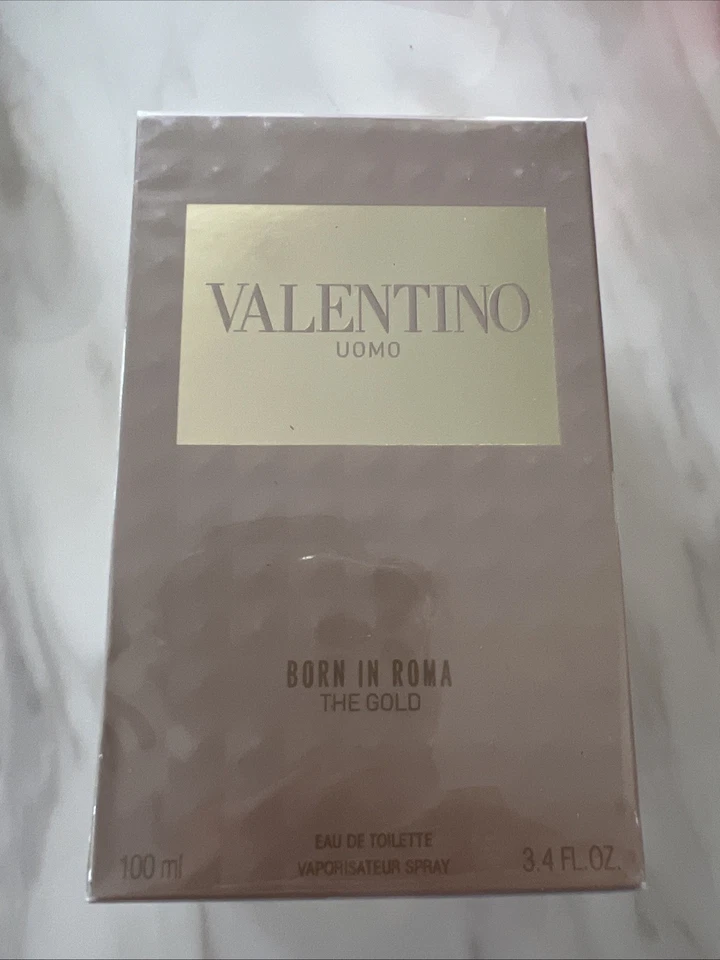 VALENTINO
UOMO
BORN IN ROMA
THE GOLD
EAU DE TOILETTE
100 ml VAPORISATEUR SPRAY 3.4 FL.OZ.